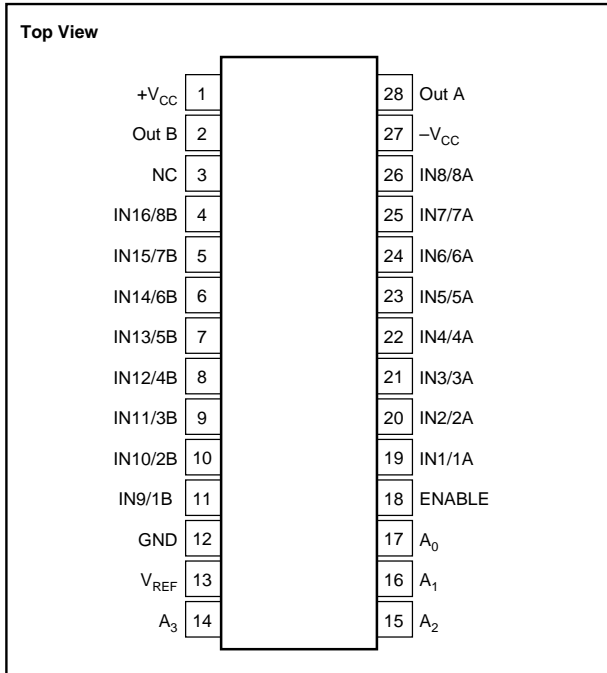 Top View
+VCC 1 28 Out A
Out B 2 27 –VCC
NC 3 26 IN8/8A
IN16/8B 4 25 IN7/7A
IN15/7B 5 24 IN6/6A
IN14/6B 6 23 IN5/5A
IN13/5B 7 22 IN4/4A
IN12/4B 8 21 IN3/3A
IN11/3B 9 20 IN2/2A
IN10/2B 10 19 IN1/1A
IN9/1B 11 18 ENABLE
GND 12 17 A0
VREF 13 16 A1
A3 14 15 A2